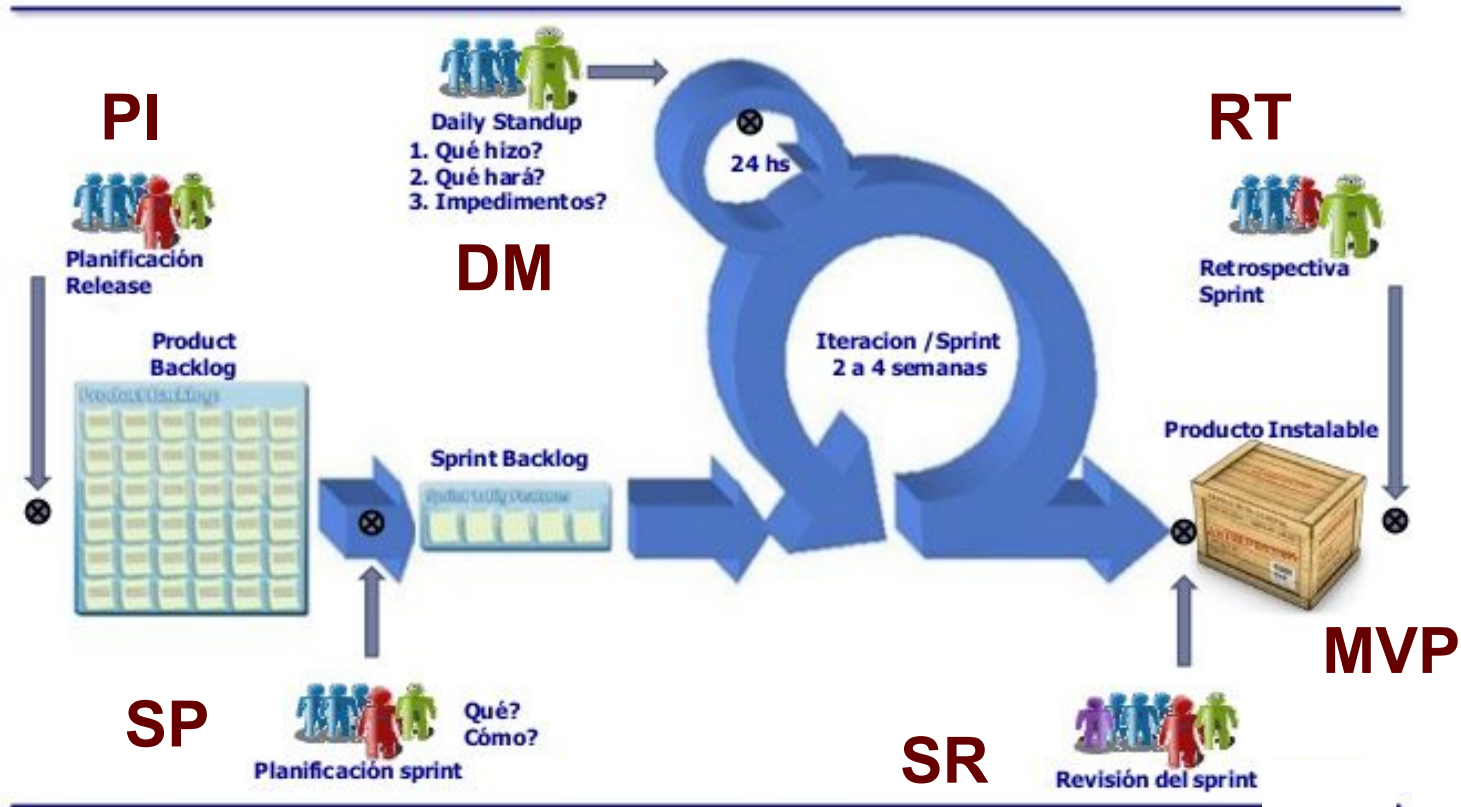 PI
Planificación
Release
Daily Standup
1. Qué hizo?
2. Qué hará?
3. Impedimentos?
DM
24 hs
RT
Retrospectiva
Sprint
Product
Backlog
Product Backlogs
Sprint Backlog
Iteracion /Sprint
2 a 4 semanas
Producto Instalable
MVP
SP
Qué?
Cómo?
Planificación sprint
SR
Revisión del sprint